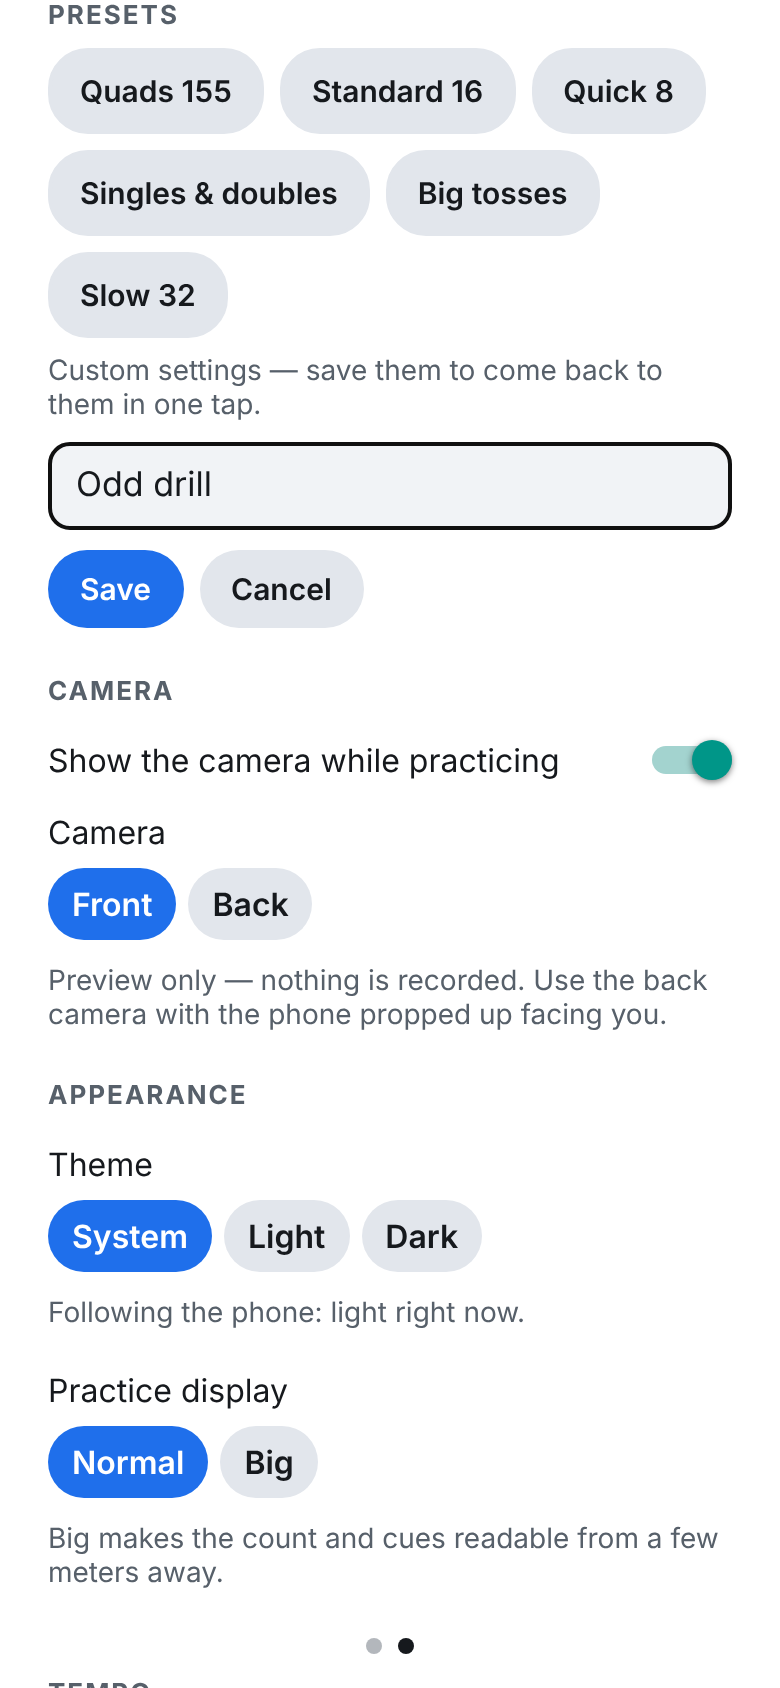 PRESETS
Quads 155
Standard 16
Quick 8
Singles & doubles
Big tosses
Slow 32
Custom settings — save them to come back to
them in one tap.
Odd drill
Save
Cancel
CAMERA
Show the camera while practicing
Camera
Front
Back
Preview only — nothing is recorded. Use the back
camera with the phone propped up facing you.
APPEARANCE
Theme
System
Light
Dark
Following the phone: light right now.
Practice display
Normal
Big
Big makes the count and cues readable from a few
meters away.
TEMPO